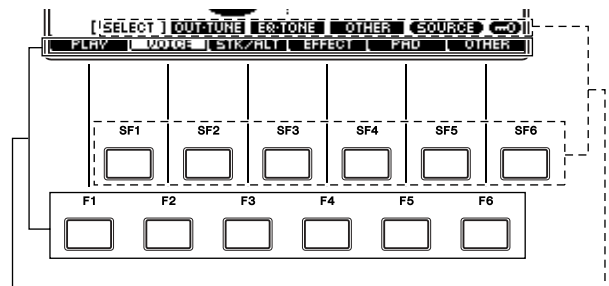 SELECT OUT-TUNE EQ-TONE OTHER SOURCE
PLAY VOICE STK/ALT EFFECT PAD OTHER
SF1 SF2 SF3 SF4 SF5 SF6
F1 F2 F3 F4 F5 F6